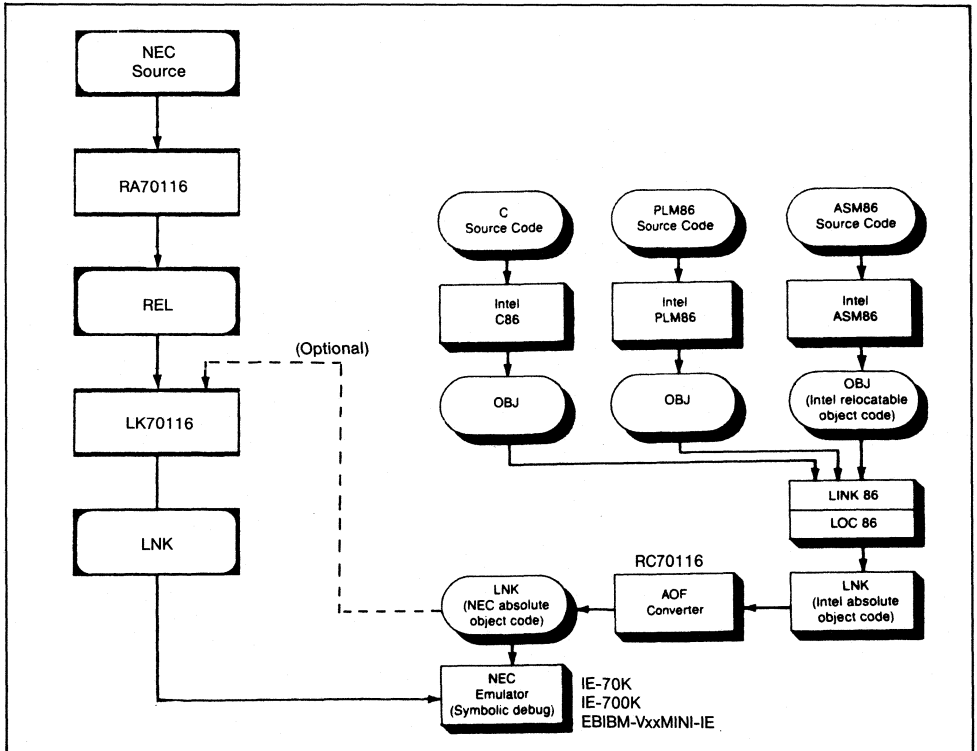 NEC
Source
RA70116
REL
(Optional)
LK70116
LNK
C
Source Code
PLM86
Source Code
ASM86
Source Code
Intel
C86
Intel
PLM86
Intel
ASM86
OBJ
OBJ
OBJ
(Intel relocatable
object code)
LINK 86
LOC 86
RC70116
LNK
(NEC absolute
object code)
AOF
Converter
LNK
(Intel absolute
object code)
NEC
Emulator
(Symbolic debug)
IE-70K
IE-700K
EBIBM-VxxMINI-IE